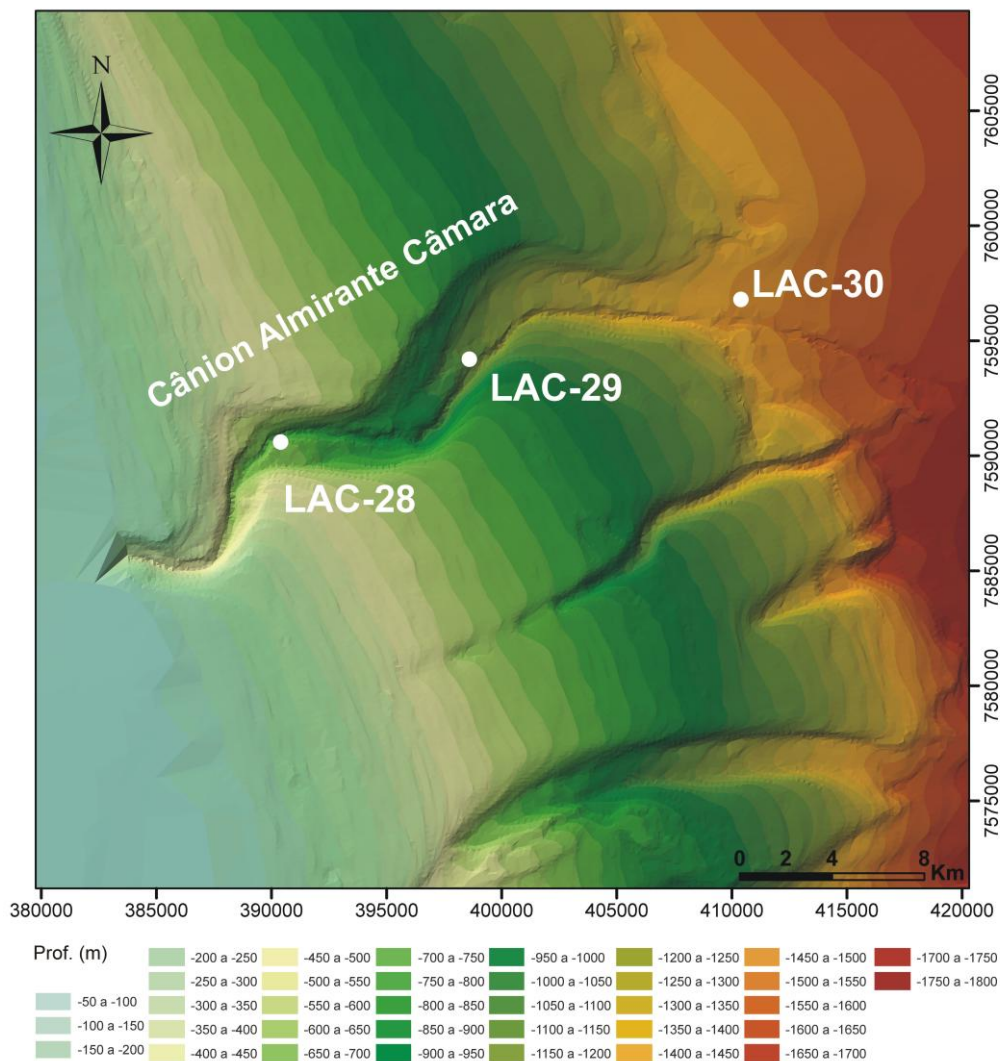 N
Cânion Almirante Câmara
LAC-30
LAC-29
LAC-28
7605000
7600000
7595000
7590000
7585000
7580000
7575000
0 2 4 8
Km
380000 385000 390000 395000 400000 405000 410000 415000 420000
Prof. (m)
-50 a -100
-100 a -150
-150 a -200
-200 a -250
-250 a -300
-300 a -350
-350 a -400
-400 a -450
-450 a -500
-500 a -550
-550 a -600
-600 a -650
-650 a -700
-700 a -750
-750 a -800
-800 a -850
-850 a -900
-900 a -950
-950 a -1000
-1000 a -1050
-1050 a -1100
-1100 a -1150
-1150 a -1200
-1200 a -1250
-1250 a -1300
-1300 a -1350
-1350 a -1400
-1400 a -1450
-1450 a -1500
-1500 a -1550
-1550 a -1600
-1600 a -1650
-1650 a -1700
-1700 a -1750
-1750 a -1800